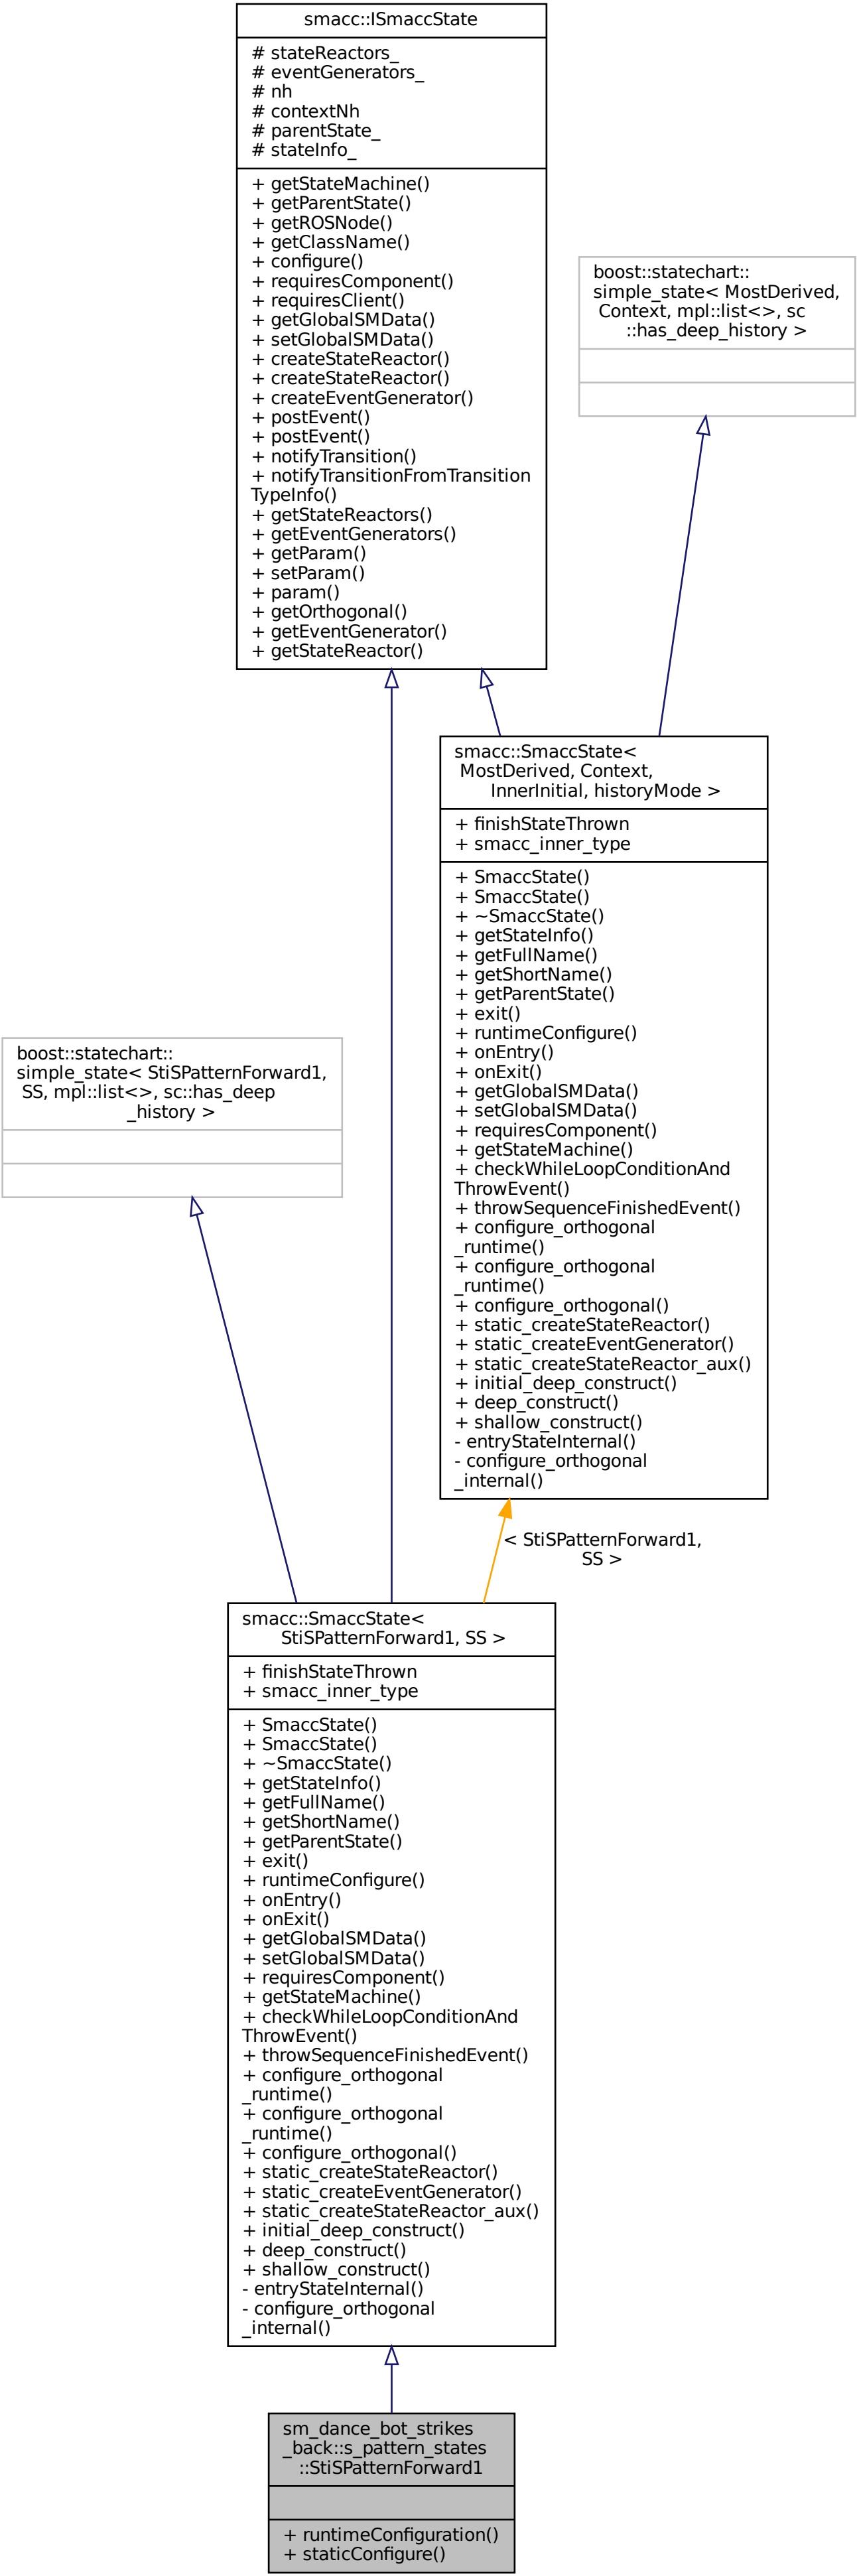 smacc::ISmaccState
# stateReactors_
# eventGenerators_
# nh
# contextNh
# parentState_
# stateInfo_
+ getStateMachine()
+ getParentState()
+ getROSNode()
+ getClassName()
+ configure()
+ requiresComponent()
+ requiresClient()
+ getGlobalSMData()
+ setGlobalSMData()
+ createStateReactor()
+ createStateReactor()
+ createEventGenerator()
+ postEvent()
+ postEvent()
+ notifyTransition()
+ notifyTransitionFromTransition
TypeInfo()
+ getStateReactors()
+ getEventGenerators()
+ getParam()
+ setParam()
+ param()
+ getOrthogonal()
+ getEventGenerator()
+ getStateReactor()
boost::statechart::
simple_state< MostDerived,
Context, mpl::list<>, sc
::has_deep_history >
smacc::SmaccState<
MostDerived, Context,
InnerInitial, historyMode >
+ finishStateThrown
+ smacc_inner_type
+ SmaccState()
+ SmaccState()
+ ~SmaccState()
+ getStateInfo()
+ getFullName()
+ getShortName()
+ getParentState()
+ exit()
+ runtimeConfigure()
+ onEntry()
+ onExit()
+ getGlobalSMData()
+ setGlobalSMData()
+ requiresComponent()
+ getStateMachine()
+ checkWhileLoopConditionAnd
ThrowEvent()
+ throwSequenceFinishedEvent()
+ configure_orthogonal
_runtime()
+ configure_orthogonal
_runtime()
+ configure_orthogonal()
+ static_createStateReactor()
+ static_createEventGenerator()
+ static_createStateReactor_aux()
+ initial_deep_construct()
+ deep_construct()
+ shallow_construct()
- entryStateInternal()
- configure_orthogonal
_internal()
boost::statechart::
simple_state< StiSPatternForward1,
SS, mpl::list<>, sc::has_deep
_history >
< StiSPatternForward1,
SS >
smacc::SmaccState<
StiSPatternForward1, SS >
+ finishStateThrown
+ smacc_inner_type
+ SmaccState()
+ SmaccState()
+ ~SmaccState()
+ getStateInfo()
+ getFullName()
+ getShortName()
+ getParentState()
+ exit()
+ runtimeConfigure()
+ onEntry()
+ onExit()
+ getGlobalSMData()
+ setGlobalSMData()
+ requiresComponent()
+ getStateMachine()
+ checkWhileLoopConditionAnd
ThrowEvent()
+ throwSequenceFinishedEvent()
+ configure_orthogonal
_runtime()
+ configure_orthogonal
_runtime()
+ configure_orthogonal()
+ static_createStateReactor()
+ static_createEventGenerator()
+ static_createStateReactor_aux()
+ initial_deep_construct()
+ deep_construct()
+ shallow_construct()
- entryStateInternal()
- configure_orthogonal
_internal()
sm_dance_bot_strikes
_back::s_pattern_states
::StiSPatternForward1
+ runtimeConfiguration()
+ staticConfigure()